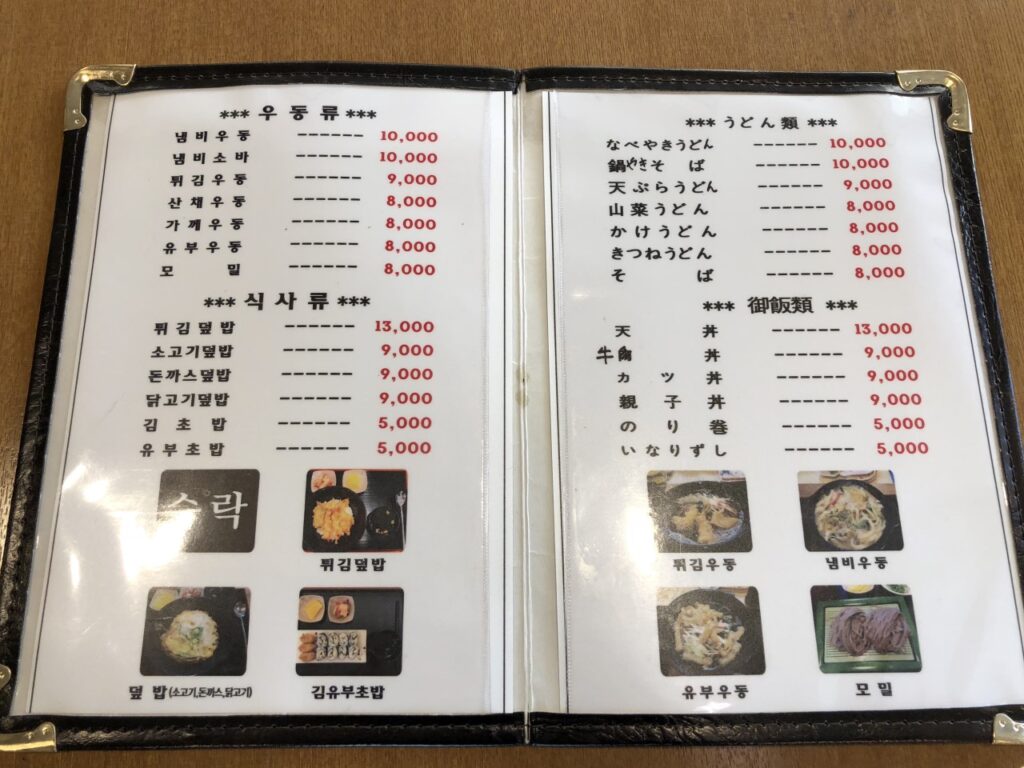 *** 우 동 류 ***
냄비우동 ------ 10,000
냄비소바 ------ 10,000
튀김우동 ------ 9,000
산채우동 ------ 8,000
가께우동 ------ 8,000
유부우동 ------ 8,000
모 밀 ------ 8,000
*** 식 사 류 ***
튀김덮밥 ------ 13,000
소고기덮밥 ------ 9,000
돈까스덮밥 ------ 9,000
닭고기덮밥 ------ 9,000
김 초 밥 ------ 5,000
유부초밥 ------ 5,000
락
튀김덮밥
덮 밥 (소고기,돈까스,닭고기)
김유부초밥
*** うどん類 ***
なべやきうどん ------ 10,000
鍋やきそ ば ------ 10,000
天ぷらうどん ------ 9,000
山菜うどん ------ 8,000
かけうどん ------ 8,000
きつねうどん ------ 8,000
そ ば ------ 8,000
*** 御飯類 ***
天 丼 ------ 13,000
牛肉 丼 ------ 9,000
カ ツ 丼 ------ 9,000
親 子 丼 ------ 9,000
の り 巻 ------ 5,000
いなりずし ------ 5,000
튀김우동
냄비우동
유부우동
모 밀